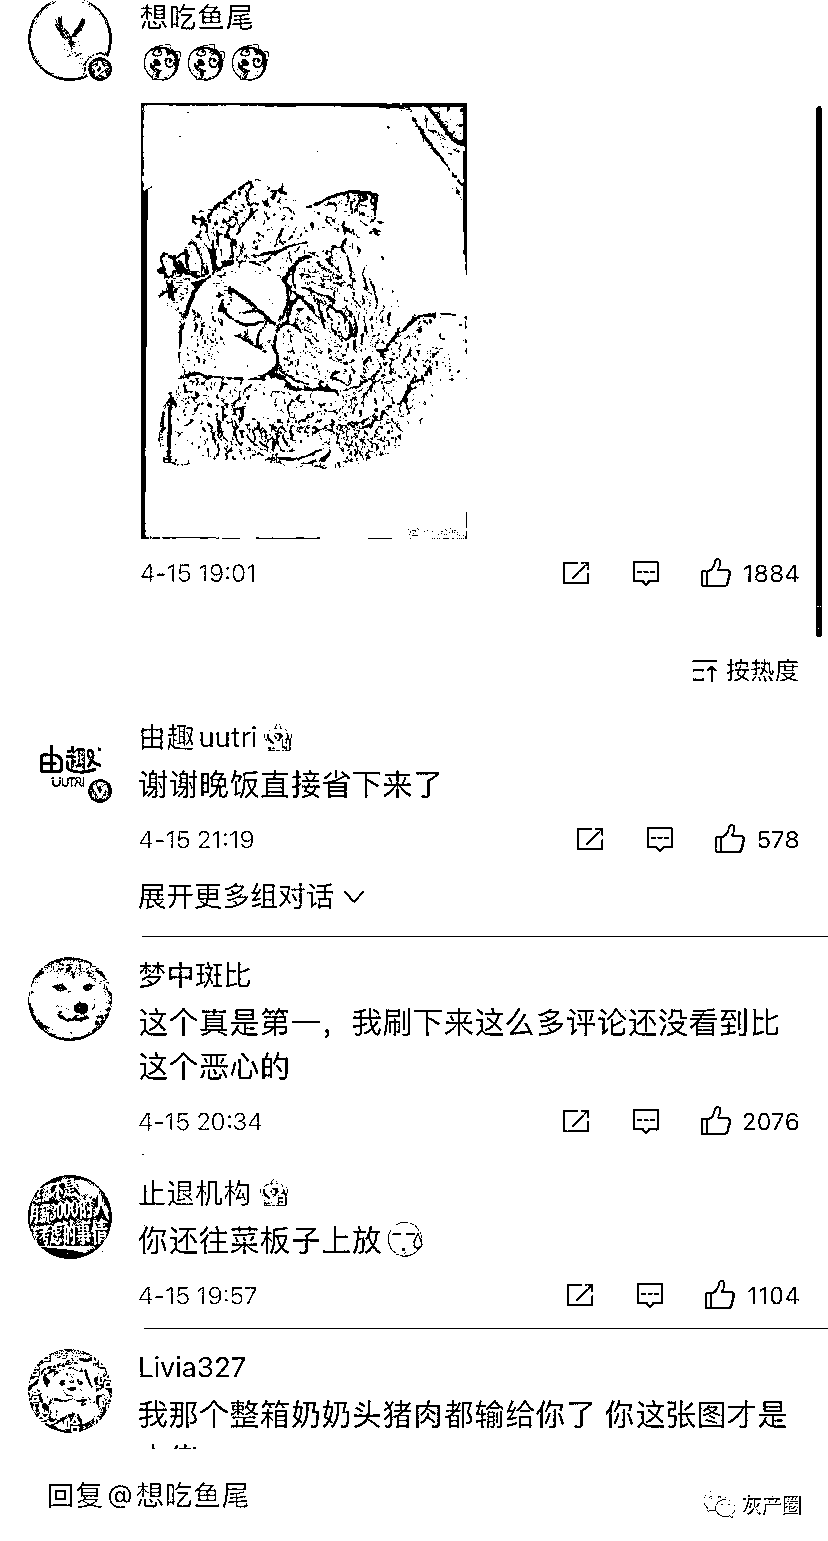 想吃鱼尾
4-15 19:01
1884
按热度
由趣uutri
由趣
UUTRI
谢谢晚饭直接省下来了
4-15 21:19
578
展开更多组对话
梦中斑比
这个真是第一，我刷下来这么多评论还没看到比
这个恶心的
4-15 20:34
2076
止退机构
你还往菜板子上放
4-15 19:57
1104
Livia327
我那个整箱奶奶头猪肉都输给你了 你这张图才是
回复@想吃鱼尾
灰产圈